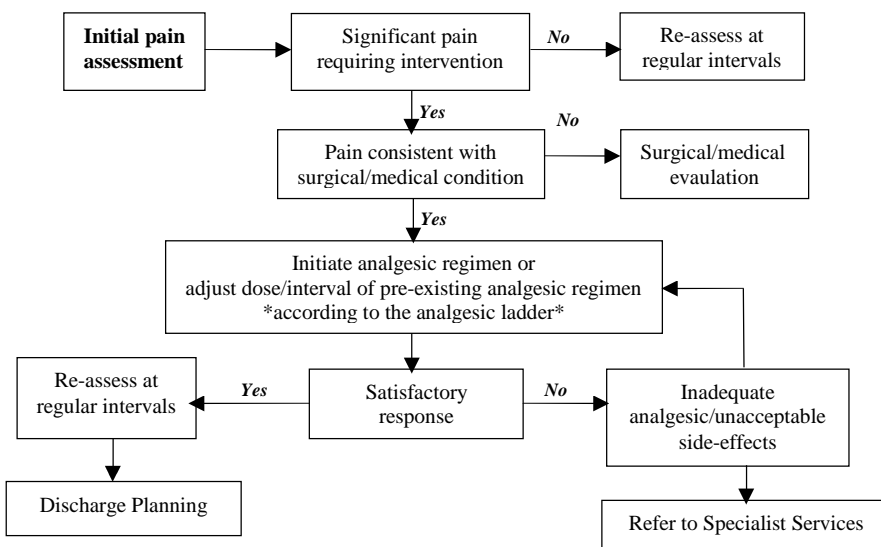 Initial pain
assessment
Significant pain
requiring intervention
No
Re-assess at
regular intervals
Yes
No
Pain consistent with
surgical/medical condition
Surgical/medical
evaulation
Yes
Initiate analgesic regimen or
adjust dose/interval of pre-existing analgesic regimen
*according to the analgesic ladder*
Re-assess at
regular intervals
Yes
Satisfactory
response
No
Inadequate
analgesic/unacceptable
side-effects
Discharge Planning
Refer to Specialist Services